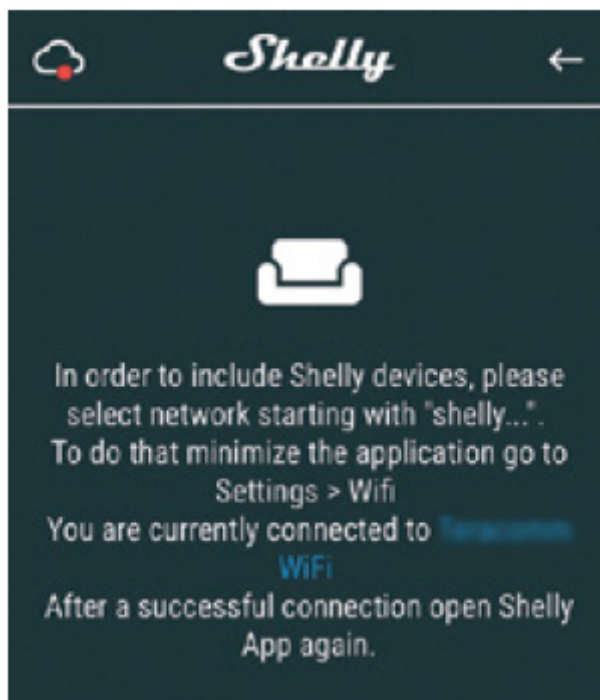 Shelly
In order to include Shelly devices, please
select network starting with "shelly...".
To do that minimize the application go to
Settings > Wifi
You are currently connected to
WiFi
After a successful connection open Shelly
App again.